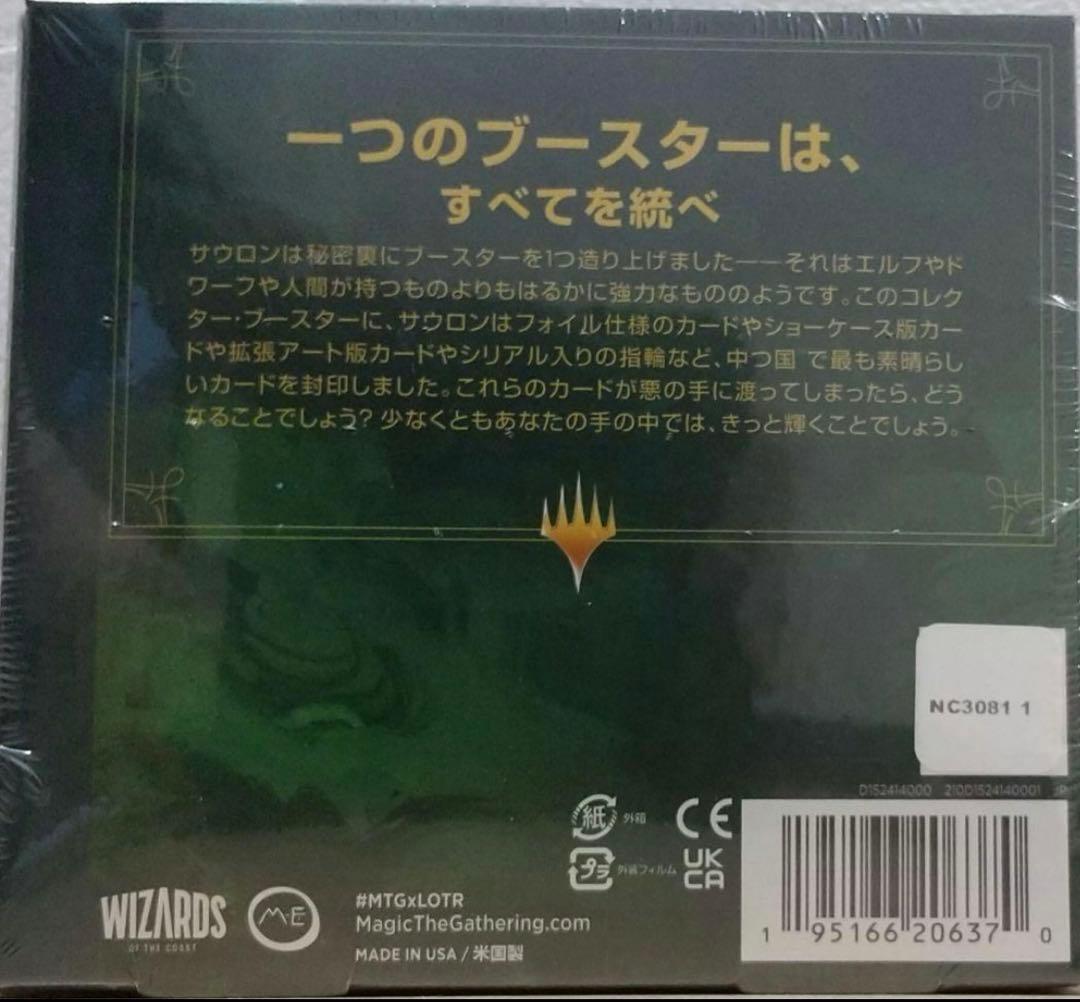 一つのブースターは、
すべてを統べ
サウロンは秘密裏にブースターを1つ造り上げました――それはエルフやド
ワーフや人間が持つものよりもはるかに強力なもののようです。このコレク
ター・ブースターに、サウロンはフォイル仕様のカードやショーケース版カー
ドや拡張アート版カードやシリアル入りの指輪など、中つ国 で最も素晴らし
いカードを封印しました。これらのカードが悪の手に渡ってしまったら、どう
なることでしょう? 少なくともあなたの手の中では、きっと輝くことでしょう。
NC3081 1
D152414000 210D1524140001 JP
紙 外箱
CE
プラ 外装フィルム
UK
CA
WIZARDS
OF THE COAST
M-E
#MTGxLOTR
MagicTheGathering.com
MADE IN USA / 米国製
1 95166 20637 0